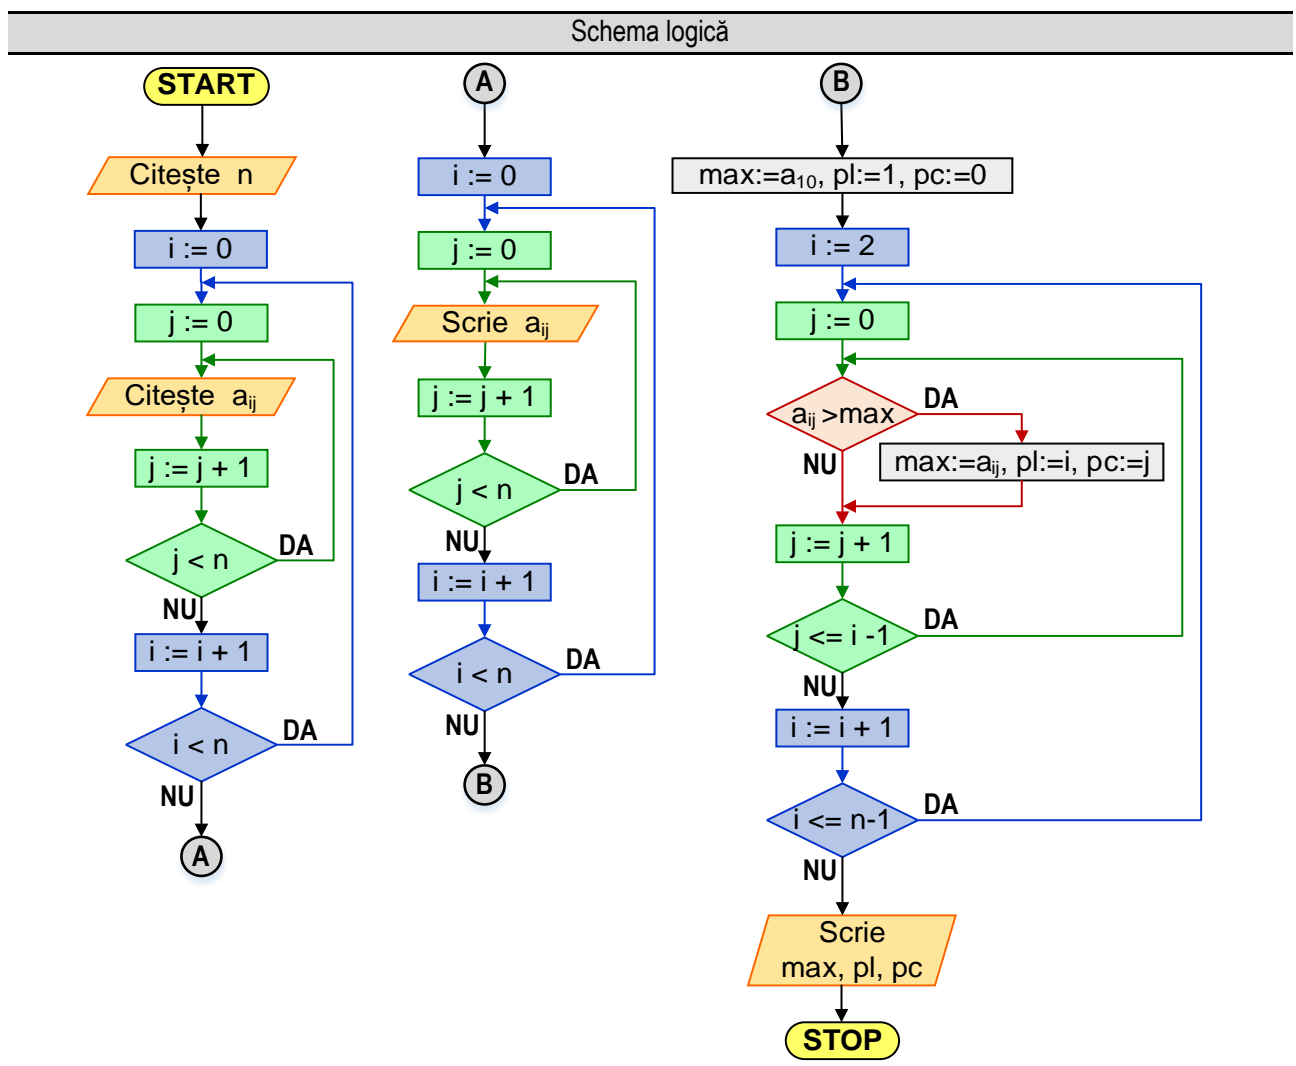 Schema logică
START
Citește n
i := 0
j := 0
Citește aij
j := j + 1
j < n
DA
NU
i := i + 1
i < n
DA
NU
A
A
i := 0
j := 0
Scrie aij
j := j + 1
j < n
DA
NU
i := i + 1
i < n
DA
NU
B
B
max:=a10, pl:=1, pc:=0
i := 2
j := 0
aij >max
DA
NU
max:=aij, pl:=i, pc:=j
j := j + 1
j <= i -1
DA
NU
i := i + 1
i <= n-1
DA
NU
Scrie
max, pl, pc
STOP